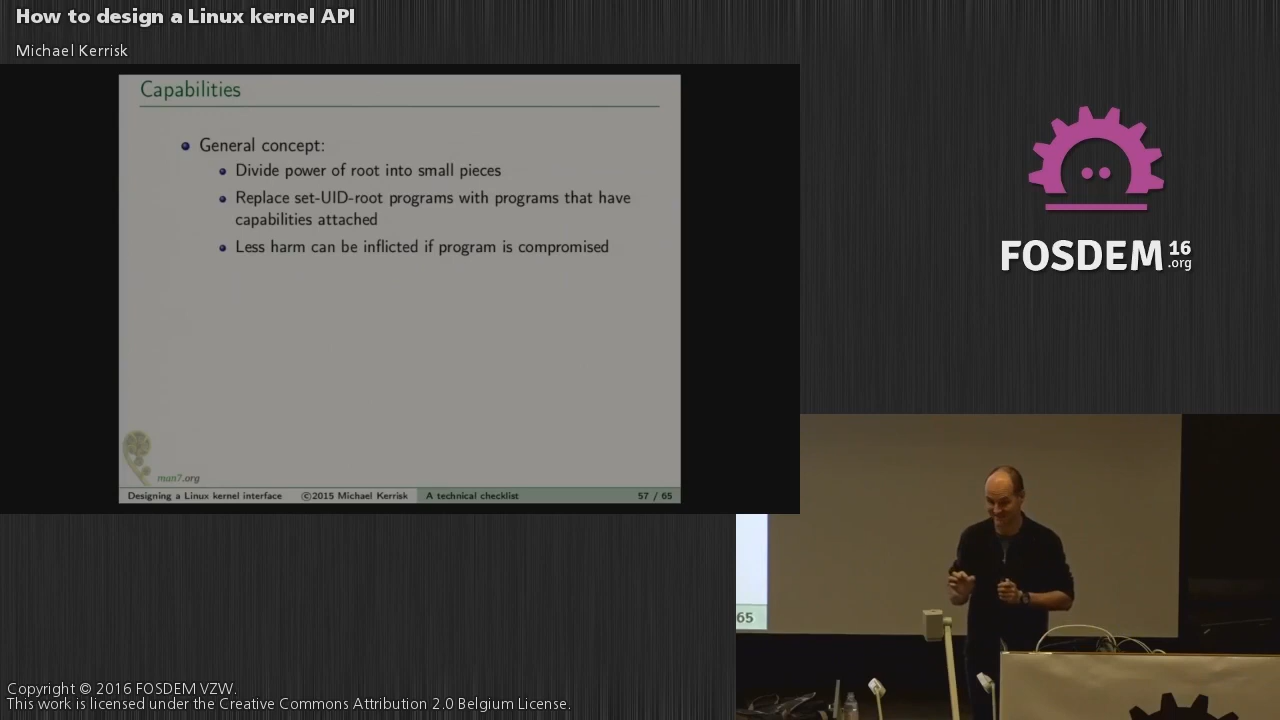 How to design a Linux kernel API
Michael Kerrisk
Capabilities
General concept:
Divide power of root into small pieces
Replace set-UID-root programs with programs that have
capabilities attached
Less harm can be inflicted if program is compromised
man7.org
Designing a Linux kernel interface ©2015 Michael Kerrisk A technical checklist 57 / 65
FOSDEM 16
.org
65
Copyright © 2016 FOSDEM VZW.
This work is licensed under the Creative Commons Attribution 2.0 Belgium License.